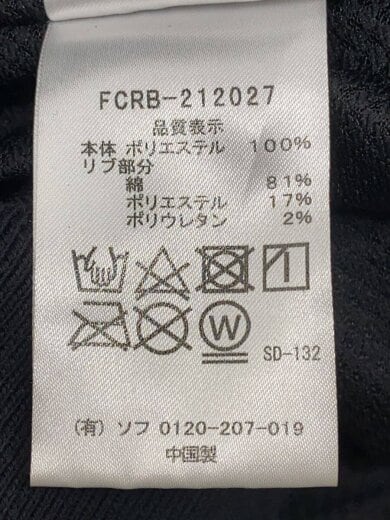 FCRB-212027
品質表示
本体 ポリエステル 100%
リブ部分
綿 81%
ポリエステル 17%
ポリウレタン 2%
W
SD-132
(有) ソフ 0120-207-019
中国製